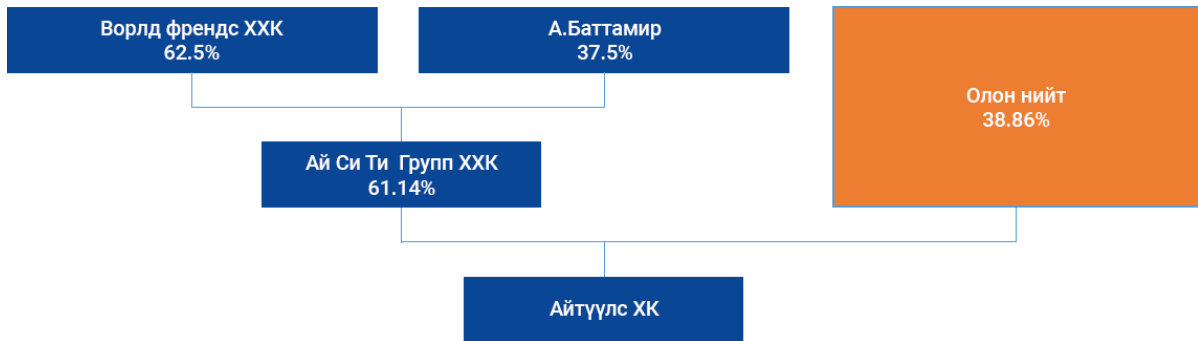 Ворлд френдс ХХК
62.5%
А.Баттамир
37.5%
Олон нийт
38.86%
Ай Си Ти Групп ХХК
61.14%
Айтүүлс ХК